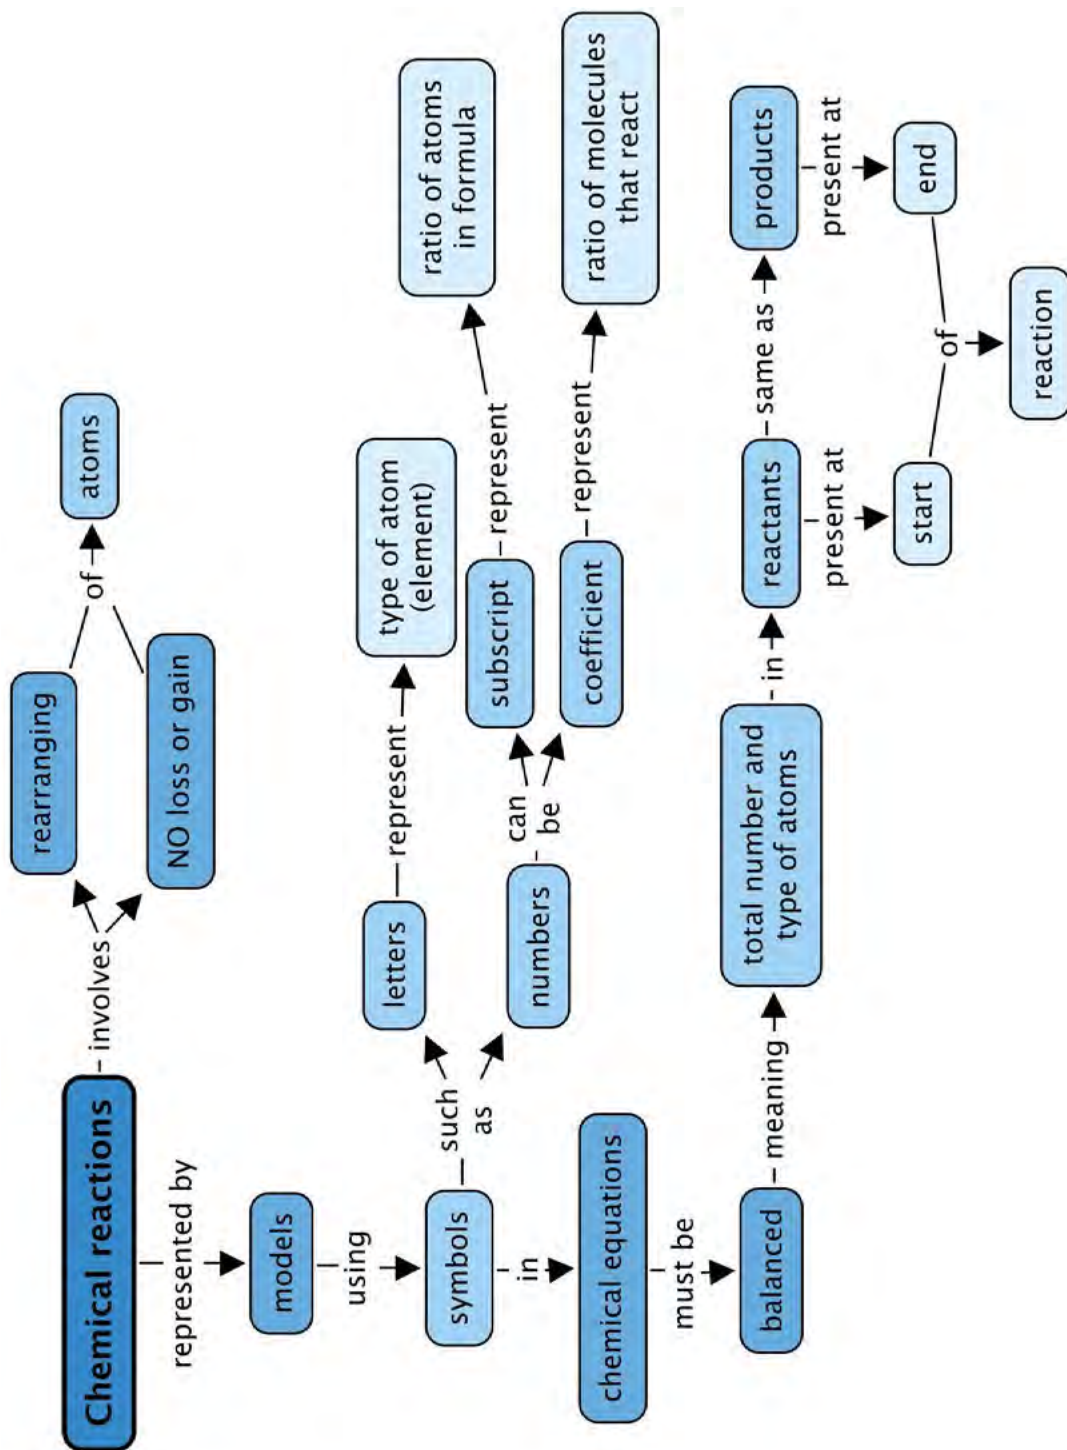 Chemical reactions
involves
rearranging
NO loss or gain
of
atoms
represented by
models
using
symbols
such
as
letters
represent
type of atom
(element)
numbers
can
be
subscript
represent
ratio of atoms
in formula
coefficient
represent
ratio of molecules
that react
in
chemical equations
must be
balanced
meaning
total number and
type of atoms
in
reactants
same as
products
present at
present at
start
end
of
reaction